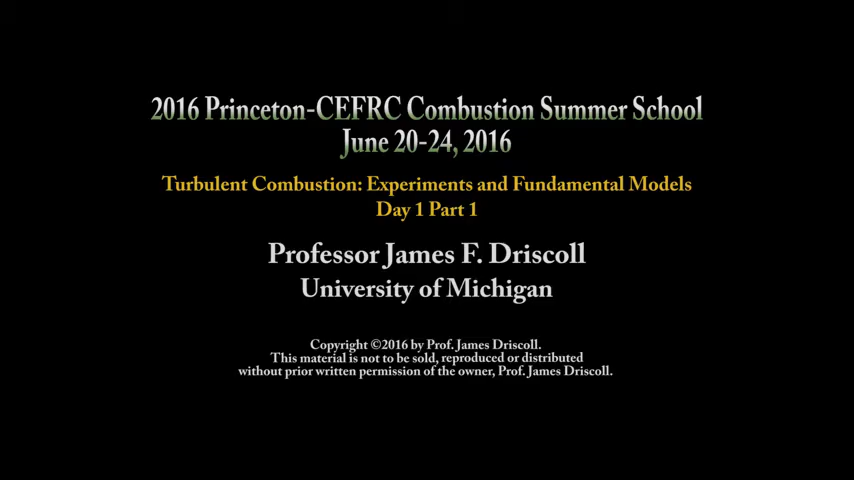 2016 Princeton-CEFRC Combustion Summer School
June 20-24, 2016
Turbulent Combustion: Experiments and Fundamental Models
Day 1 Part 1
Professor James F. Driscoll
University of Michigan
Copyright ©2016 by Prof. James Driscoll.
This material is not to be sold, reproduced or distributed
without prior written permission of the owner, Prof. James Driscoll.